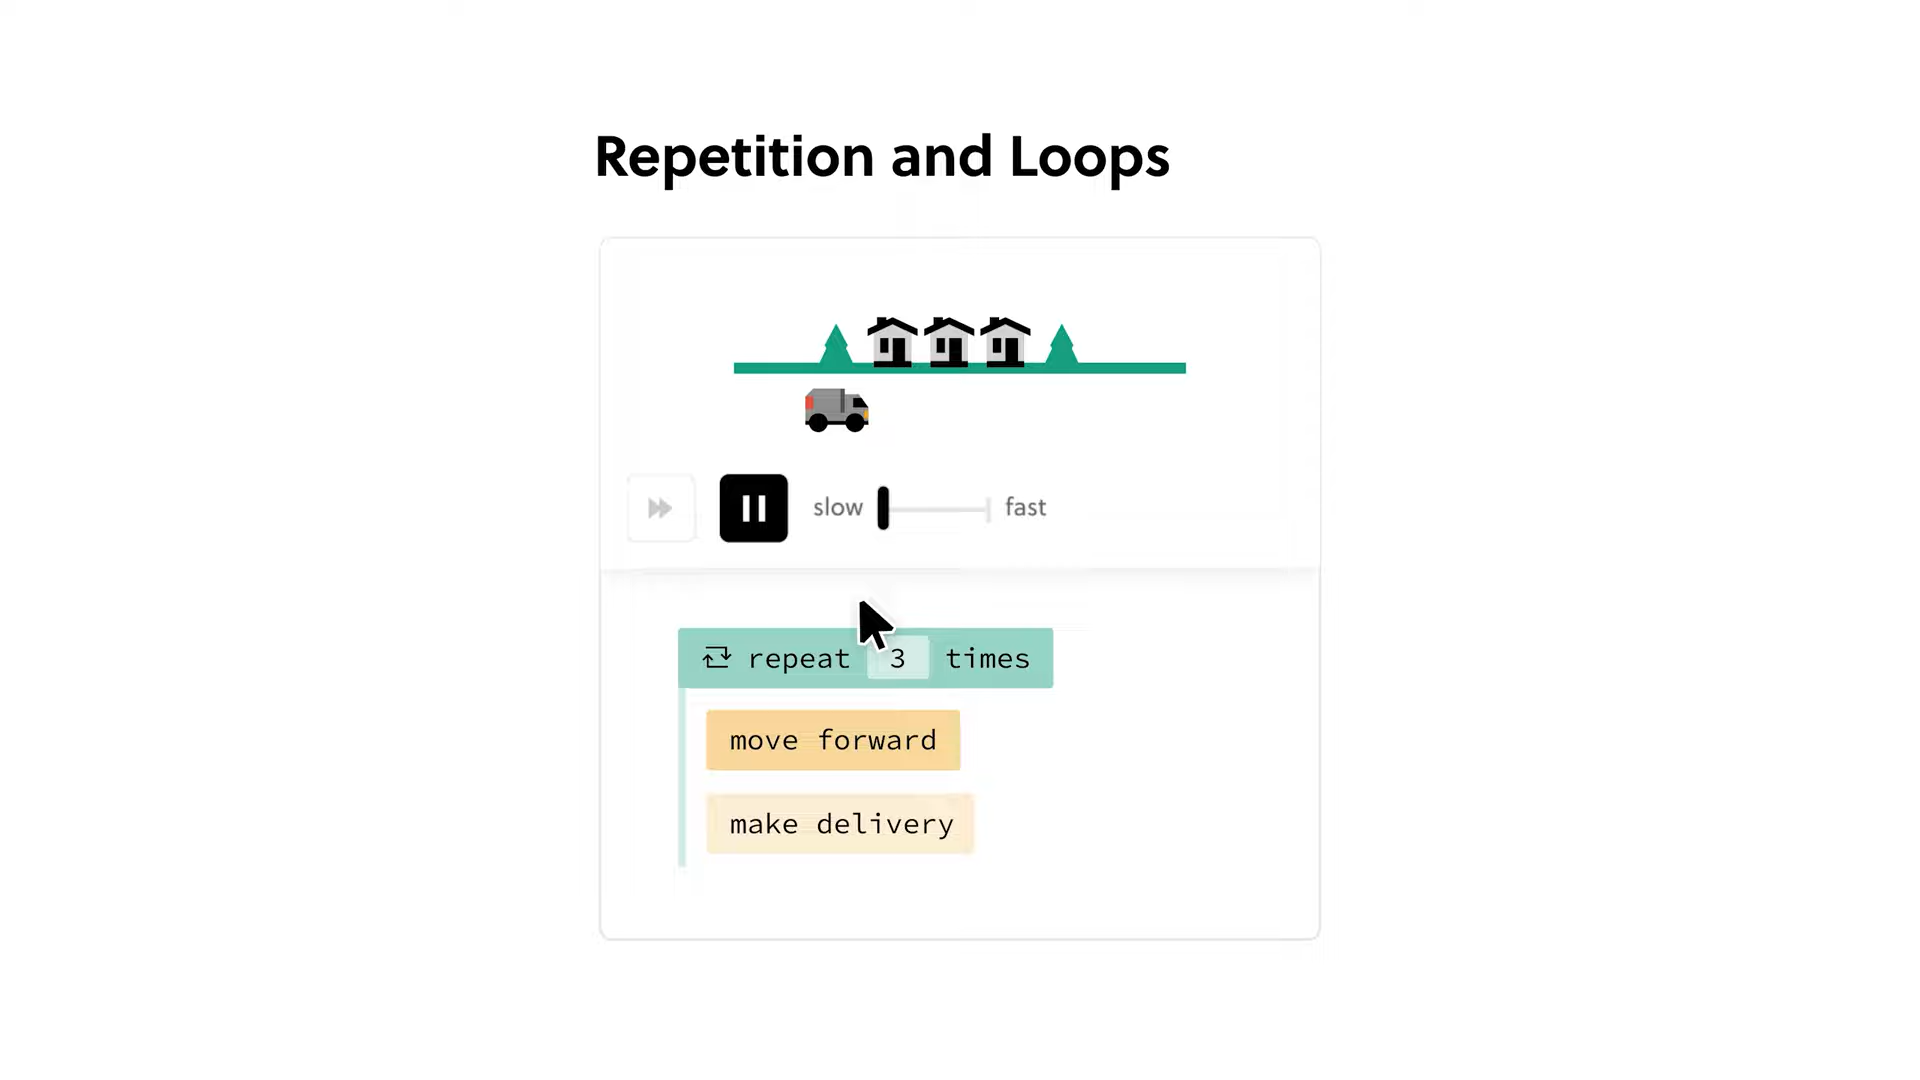 Repetition and Loops
slow fast
repeat 3 times
move forward
make delivery